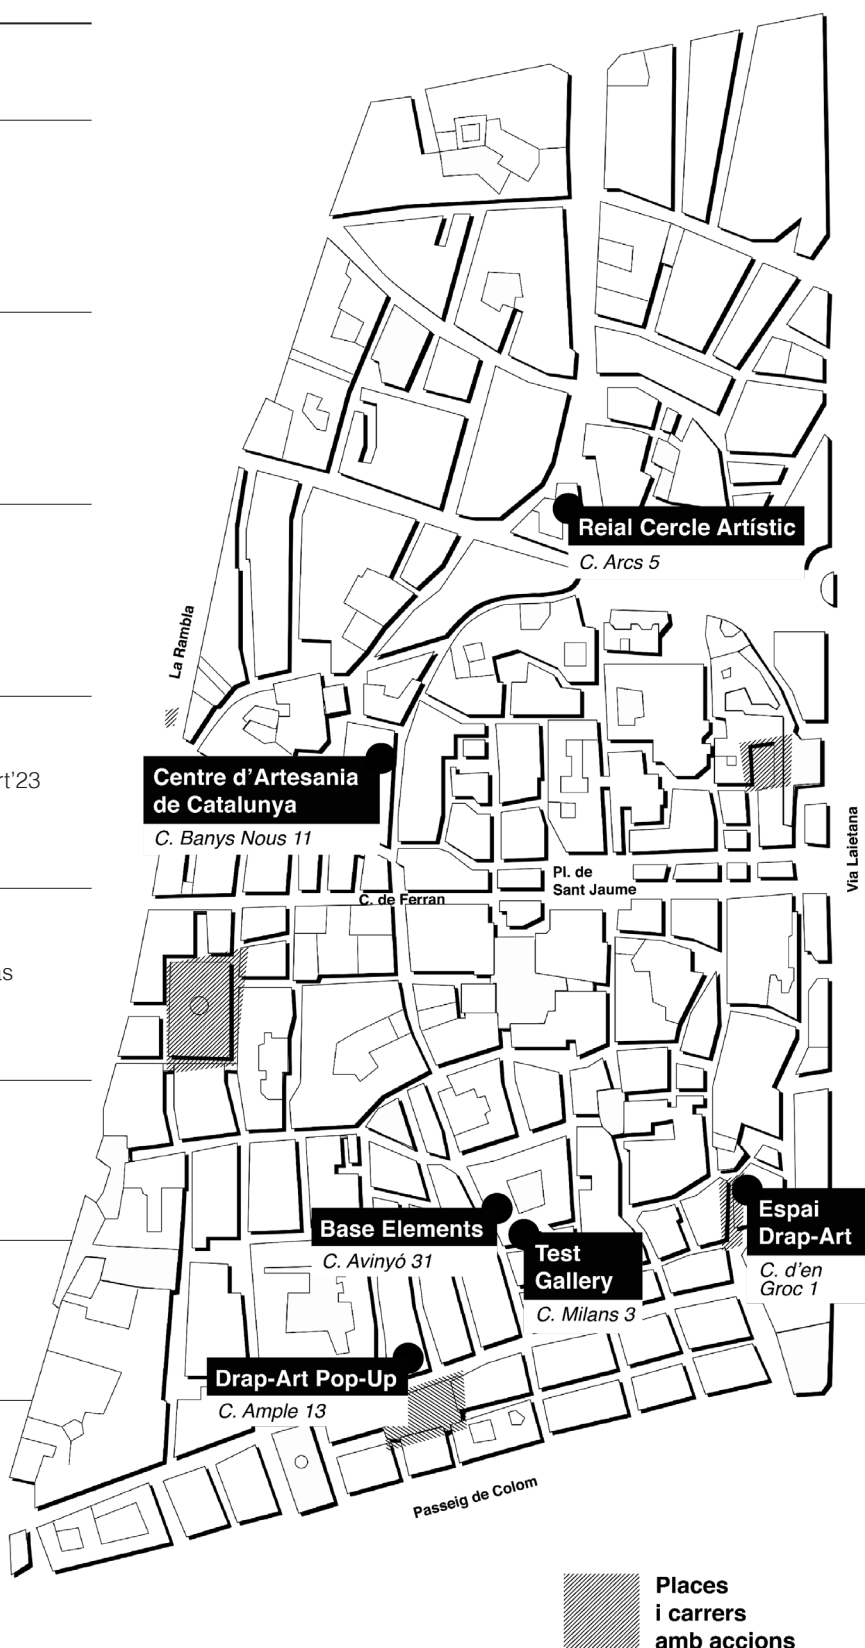 Reial Cercle Artístic
C. Arcs 5
La Rambla
rt’23
Centre d’Artesania
de Catalunya
C. Banys Nous 11
Via Laietana
Pl. de
Sant Jaume
C. de Ferran
as
Espai
Drap-Art
C. d’en
Groc 1
Base Elements
C. Avinyó 31
Test
Gallery
C. Milans 3
Drap-Art Pop-Up
C. Ample 13
Passeig de Colom
Places
i carrers
amb accions